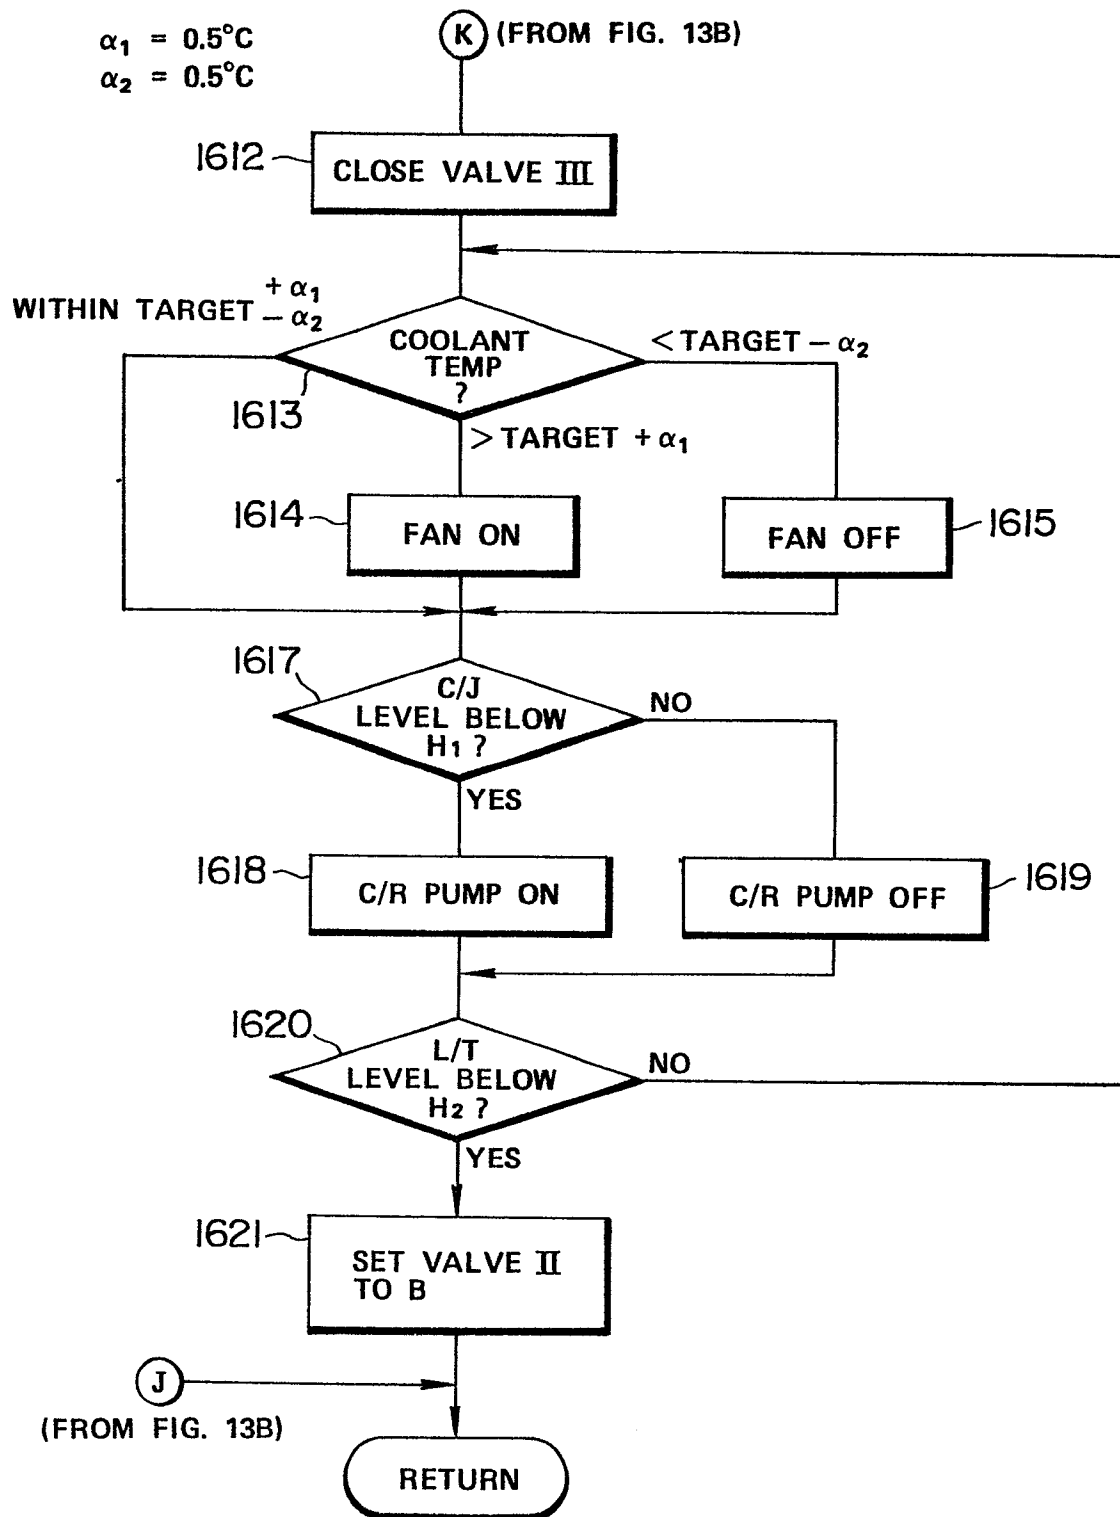 α1 = 0.5°C
α2 = 0.5°C
K (FROM FIG. 13B)
1612
CLOSE VALVE III
WITHIN TARGET + α1
− α2
COOLANT
TEMP
?
< TARGET − α2
1613
> TARGET + α1
1614
FAN ON
FAN OFF
1615
1617
C/J
LEVEL BELOW
H1 ?
NO
YES
1618
C/R PUMP ON
C/R PUMP OFF
1619
1620
L/T
LEVEL BELOW
H2 ?
NO
YES
1621
SET VALVE II
TO B
J
(FROM FIG. 13B)
RETURN